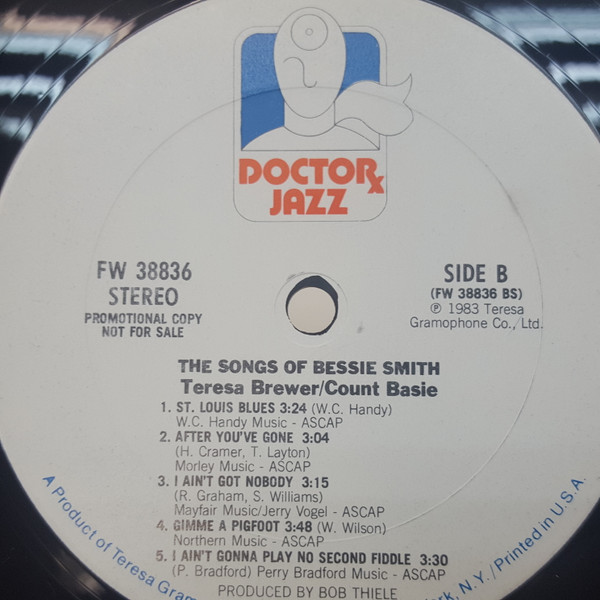 DOCTOR
JAZZ
FW 38836
STEREO
PROMOTIONAL COPY
NOT FOR SALE
SIDE B
(FW 38836 BS)
℗ 1983 Teresa
Gramophone Co., Ltd.
THE SONGS OF BESSIE SMITH
Teresa Brewer/Count Basie
1. ST. LOUIS BLUES 3:24 (W.C. Handy)
W.C. Handy Music - ASCAP
2. AFTER YOU'VE GONE 3:04
(H. Cramer, T. Layton)
Morley Music - ASCAP
3. I AIN'T GOT NOBODY 3:15
(R. Graham, S. Williams)
Mayfair Music/Jerry Vogel - ASCAP
4. GIMME A PIGFOOT 3:48 (W. Wilson)
Northern Music - ASCAP
5. I AIN'T GONNA PLAY NO SECOND FIDDLE 3:30
(P. Bradford) Perry Bradford Music - ASCAP
PRODUCED BY BOB THIELE
A Product of Teresa Gram
N.Y./Printed in U.S.A.